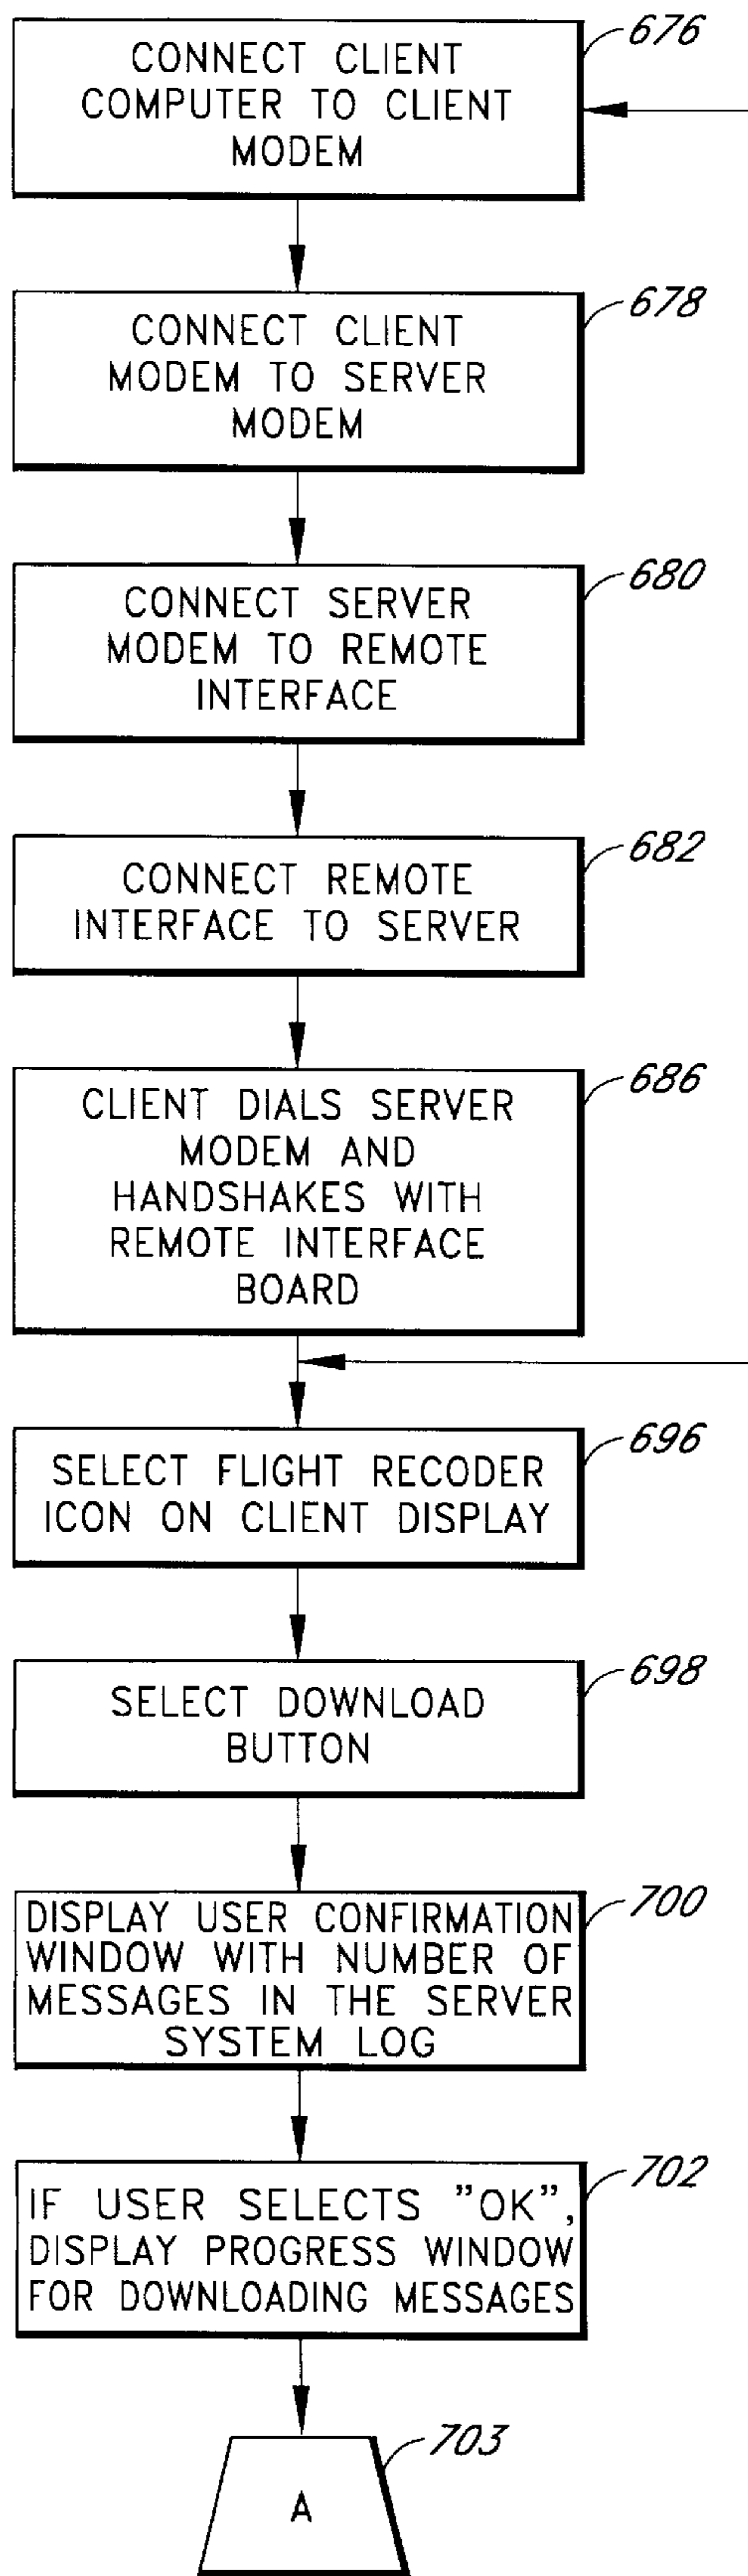 676
CONNECT CLIENT
COMPUTER TO CLIENT
MODEM
678
CONNECT CLIENT
MODEM TO SERVER
MODEM
680
CONNECT SERVER
MODEM TO REMOTE
INTERFACE
682
CONNECT REMOTE
INTERFACE TO SERVER
686
CLIENT DIALS SERVER
MODEM AND
HANDSHAKES WITH
REMOTE INTERFACE
BOARD
696
SELECT FLIGHT RECODER
ICON ON CLIENT DISPLAY
698
SELECT DOWNLOAD
BUTTON
700
DISPLAY USER CONFIRMATION
WINDOW WITH NUMBER OF
MESSAGES IN THE SERVER
SYSTEM LOG
702
IF USER SELECTS ”OK”,
DISPLAY PROGRESS WINDOW
FOR DOWNLOADING MESSAGES
703
A